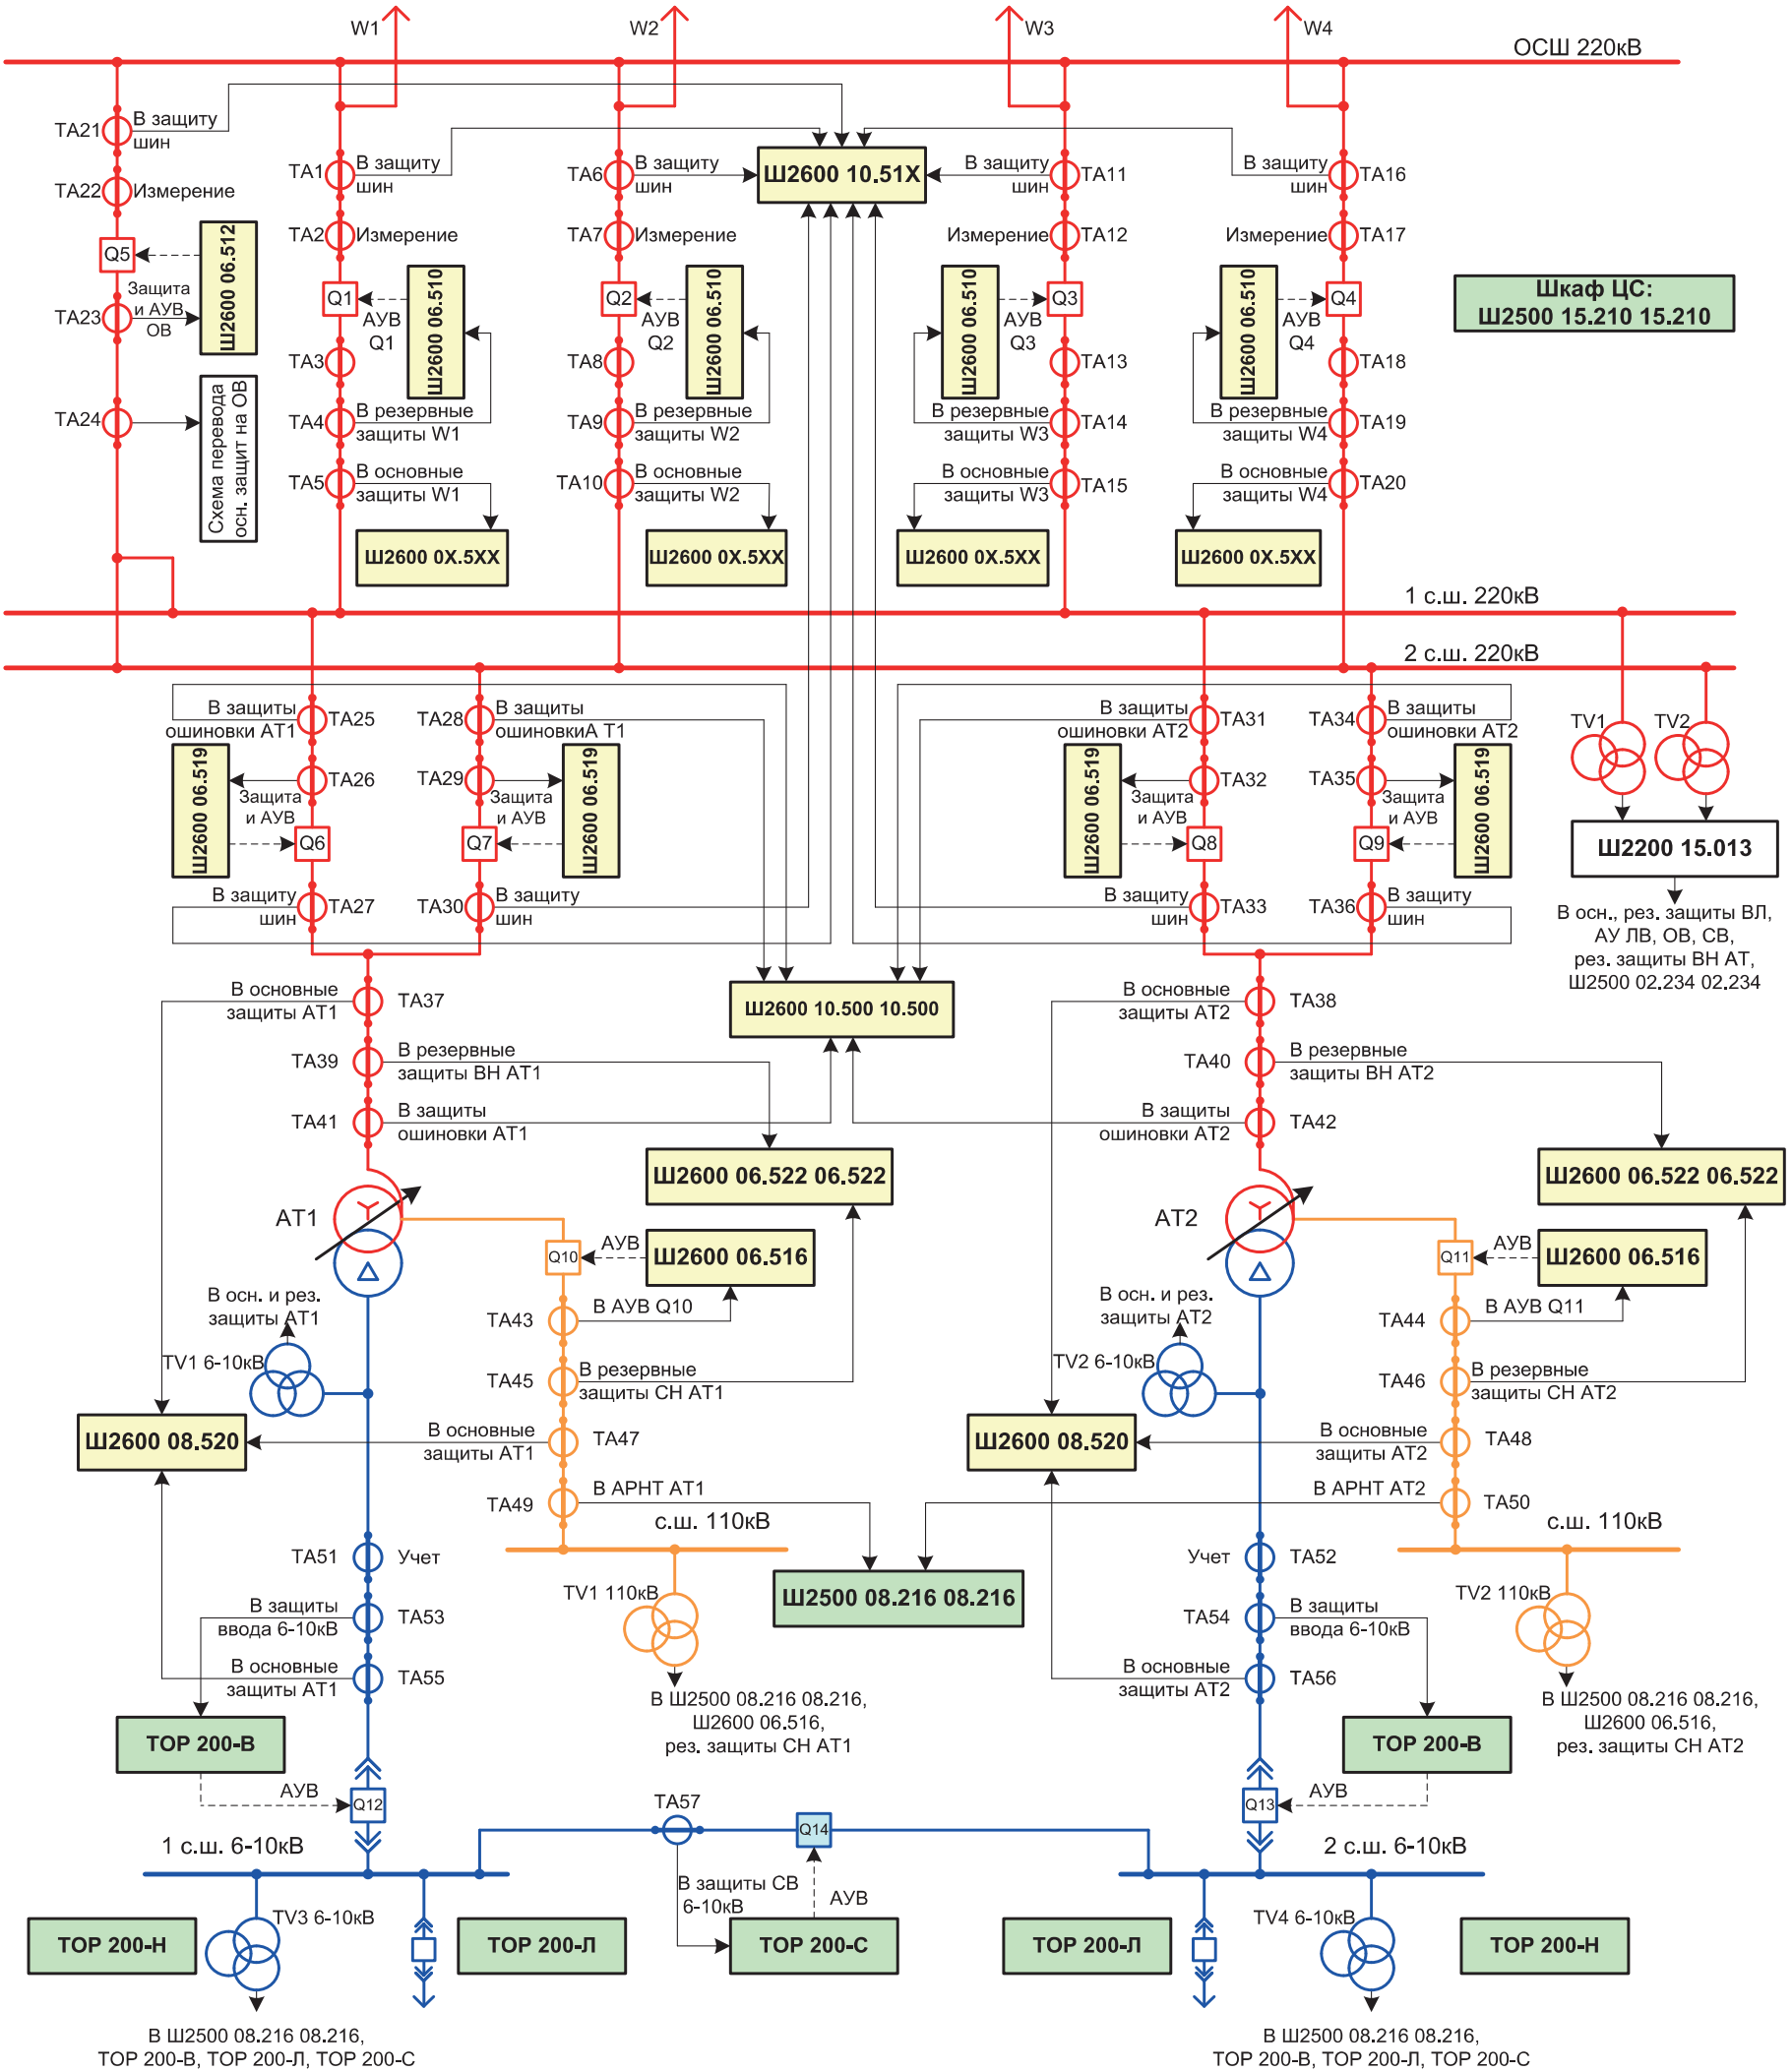 W1
W2
W3
W4
ОСШ 220кВ
TA21
В защиту
шин
TA22
Измерение
Q5
Ш2600 06.512
Защита
и АУВ
ОВ
TA23
TA24
Схема перевода
осн. защит на ОВ
TA1
В защиту
шин
TA2
Измерение
Q1
АУВ
Q1
Ш2600 06.510
TA3
TA4
В резервные
защиты W1
TA5
В основные
защиты W1
Ш2600 0X.5XX
TA6
В защиту
шин
TA7
Измерение
Q2
АУВ
Q2
Ш2600 06.510
TA8
TA9
В резервные
защиты W2
TA10
В основные
защиты W2
Ш2600 0X.5XX
Ш2600 10.51X
В защиту
шин
TA11
Измерение
TA12
Ш2600 06.510
АУВ
Q3
Q3
TA13
В резервные
защиты W3
TA14
В основные
защиты W3
TA15
Ш2600 0X.5XX
В защиту
шин
TA16
Измерение
TA17
Ш2600 06.510
АУВ
Q4
Q4
TA18
В резервные
защиты W4
TA19
В основные
защиты W4
TA20
Ш2600 0X.5XX
Шкаф ЦС:
Ш2500 15.210 15.210
1 с.ш. 220кВ
2 с.ш. 220кВ
В защиты
ошиновки АТ1
TA25
Ш2600 06.519
TA26
Защита
и АУВ
Q6
В защиту
шин
TA27
TA28
В защиты
ошиновкиА Т1
TA29
Защита
и АУВ
Ш2600 06.519
Q7
TA30
В защиту
шин
В защиты
ошиновки АТ2
TA31
Ш2600 06.519
TA32
Защита
и АУВ
Q8
В защиту
шин
TA33
TA34
В защиты
ошиновки АТ2
TA35
Защита
и АУВ
Ш2600 06.519
Q9
TA36
В защиту
шин
TV1
TV2
Ш2200 15.013
В осн., рез. защиты ВЛ,
АУ ЛВ, ОВ, СВ,
рез. защиты ВН АТ,
Ш2500 02.234 02.234
В основные
защиты АТ1
TA37
TA39
В резервные
защиты ВН АТ1
TA41
В защиты
ошиновки АТ1
Ш2600 10.500 10.500
Ш2600 06.522 06.522
В основные
защиты АТ2
TA38
TA40
В резервные
защиты ВН АТ2
В защиты
ошиновки АТ2
TA42
Ш2600 06.522 06.522
АТ1
Q10
АУВ
Ш2600 06.516
В осн. и рез.
защиты АТ1
TV1 6-10кВ
TA43
В АУВ Q10
TA45
В резервные
защиты СН АТ1
Ш2600 08.520
В основные
защиты АТ1
TA47
TA49
В АРНТ АТ1
с.ш. 110кВ
АТ2
Q11
АУВ
Ш2600 06.516
В осн. и рез.
защиты АТ2
TV2 6-10кВ
TA44
В АУВ Q11
TA46
В резервные
защиты СН АТ2
Ш2600 08.520
В основные
защиты АТ2
TA48
В АРНТ АТ2
TA50
с.ш. 110кВ
TA51
Учет
В защиты
ввода 6-10кВ
TA53
В основные
защиты АТ1
TA55
TV1 110кВ
Ш2500 08.216 08.216
В Ш2500 08.216 08.216,
Ш2600 06.516,
рез. защиты СН АТ1
Учет
TA52
TA54
В защиты
ввода 6-10кВ
В основные
защиты АТ2
TA56
TV2 110кВ
В Ш2500 08.216 08.216,
Ш2600 06.516,
рез. защиты СН АТ2
ТОР 200-В
АУВ
Q12
ТОР 200-В
АУВ
Q13
TA57
Q14
1 с.ш. 6-10кВ
2 с.ш. 6-10кВ
В защиты СВ
6-10кВ
АУВ
ТОР 200-Н
TV3 6-10кВ
ТОР 200-Л
ТОР 200-С
ТОР 200-Л
TV4 6-10кВ
ТОР 200-Н
В Ш2500 08.216 08.216,
ТОР 200-В, ТОР 200-Л, ТОР 200-С
В Ш2500 08.216 08.216,
ТОР 200-В, ТОР 200-Л, ТОР 200-С